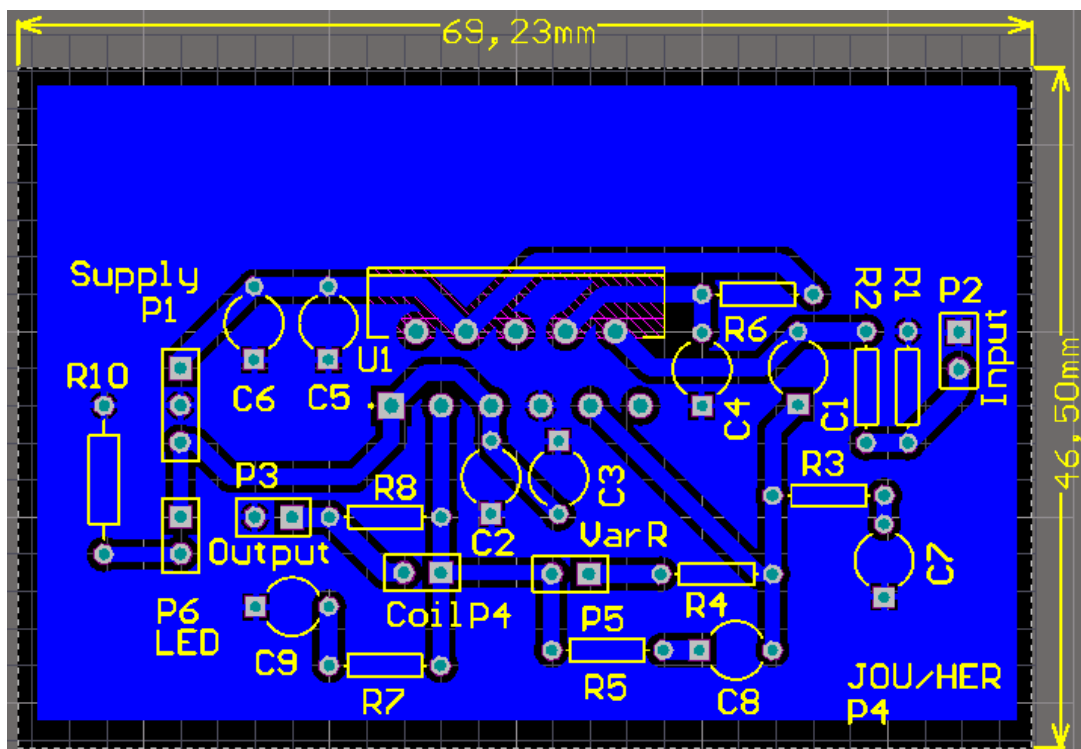 69,23mm
46,50mm
Supply
P1
R10
C6
C5
U1
R6
R2
R1
P2
Input
C4
C1
P3
R8
C3
R3
Output
C2
VarR
C7
P6
LED
Coil
P4
P5
R4
C9
R7
R5
C8
JOU/HER
P4